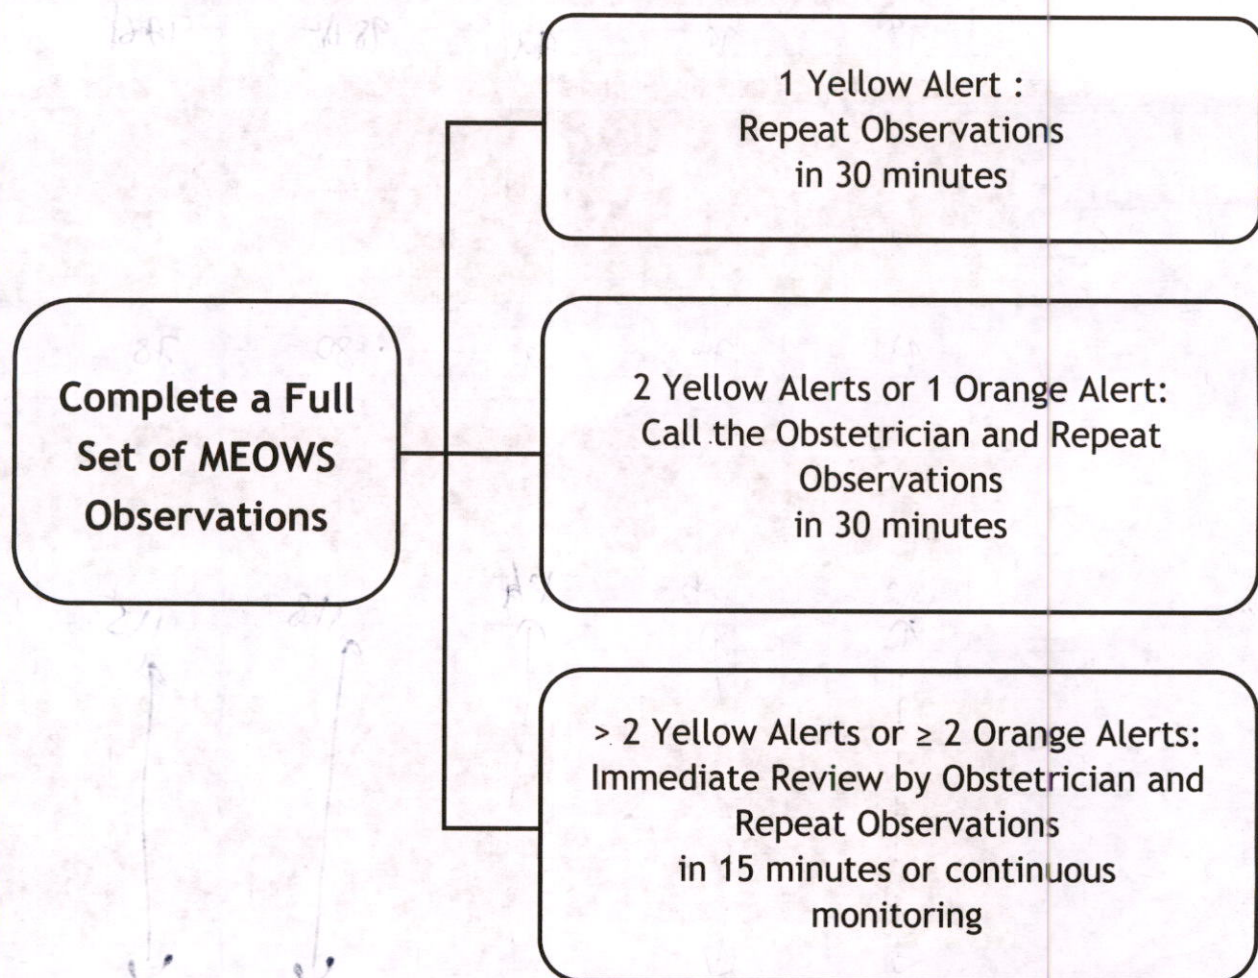 1 Yellow Alert :
Repeat Observations
in 30 minutes
Complete a Full
Set of MEOWS
Observations
2 Yellow Alerts or 1 Orange Alert:
Call the Obstetrician and Repeat
Observations
in 30 minutes
> 2 Yellow Alerts or ≥ 2 Orange Alerts:
Immediate Review by Obstetrician and
Repeat Observations
in 15 minutes or continuous
monitoring